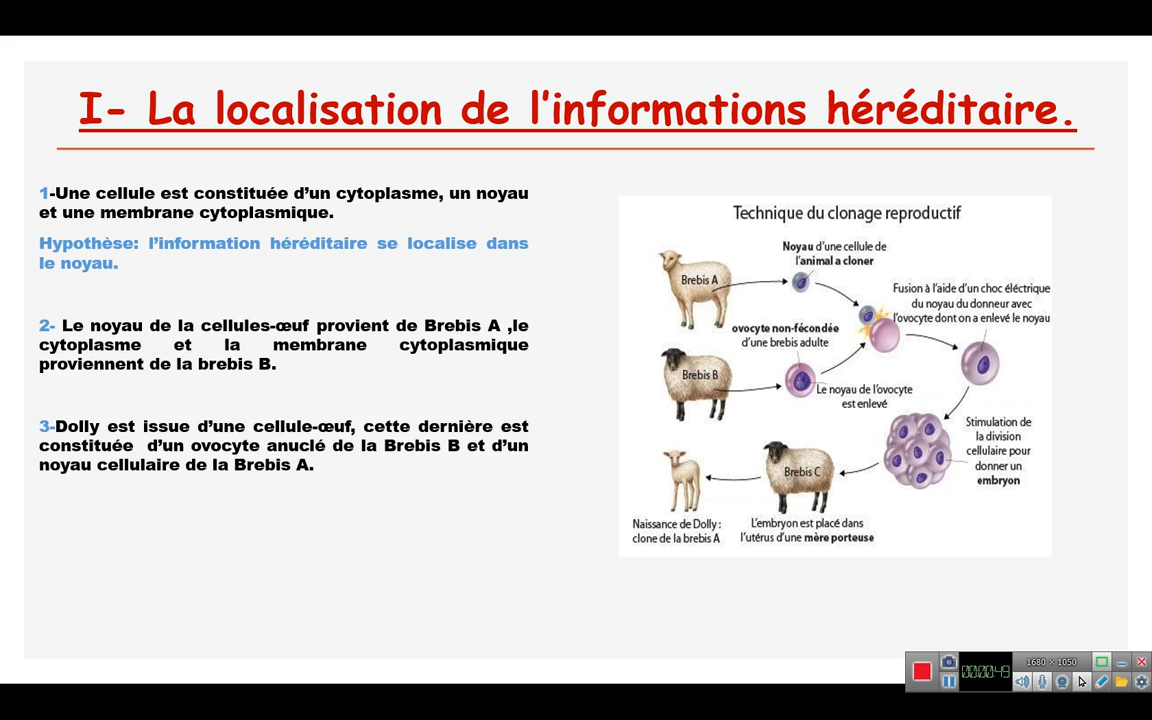 I- La localisation de l'informations héréditaire.
1-Une cellule est constituée d'un cytoplasme, un noyau
et une membrane cytoplasmique.
Hypothèse: l'information héréditaire se localise dans
le noyau.
2- Le noyau de la cellules-œuf provient de Brebis A ,le
cytoplasme et la membrane cytoplasmique
proviennent de la brebis B.
3-Dolly est issue d'une cellule-œuf, cette dernière est
constituée d'un ovocyte anuclé de la Brebis B et d'un
noyau cellulaire de la Brebis A.
Technique du clonage reproductif
Noyau d'une cellule de
l'animal a cloner
Brebis A
Fusion à l'aide d'un choc éléctrique
du noyau du donneur avec
l'ovocyte dont on a enlevé le noyau
ovocyte non-fécondée
d'une brebis adulte
Brebis B
Le noyau de l'ovocyte
est enlevé
Stimulation de
la division
cellulaire pour
donner un
embryon
Brebis C
Naissance de Dolly :
clone de la brebis A
L'embryon est placé dans
l'utérus d'une mère porteuse
00:00:49
1680 × 1050